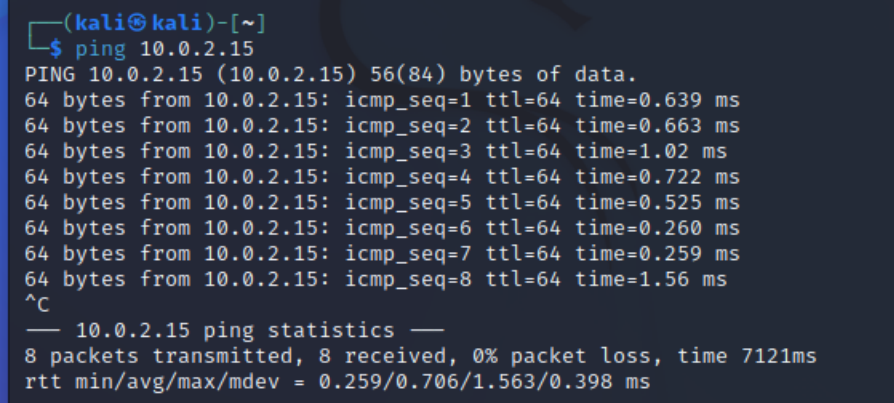 ┌──(kali㉿kali)-[~]
└─$ ping 10.0.2.15
PING 10.0.2.15 (10.0.2.15) 56(84) bytes of data.
64 bytes from 10.0.2.15: icmp_seq=1 ttl=64 time=0.639 ms
64 bytes from 10.0.2.15: icmp_seq=2 ttl=64 time=0.663 ms
64 bytes from 10.0.2.15: icmp_seq=3 ttl=64 time=1.02 ms
64 bytes from 10.0.2.15: icmp_seq=4 ttl=64 time=0.722 ms
64 bytes from 10.0.2.15: icmp_seq=5 ttl=64 time=0.525 ms
64 bytes from 10.0.2.15: icmp_seq=6 ttl=64 time=0.260 ms
64 bytes from 10.0.2.15: icmp_seq=7 ttl=64 time=0.259 ms
64 bytes from 10.0.2.15: icmp_seq=8 ttl=64 time=1.56 ms
^C
--- 10.0.2.15 ping statistics ---
8 packets transmitted, 8 received, 0% packet loss, time 7121ms
rtt min/avg/max/mdev = 0.259/0.706/1.563/0.398 ms